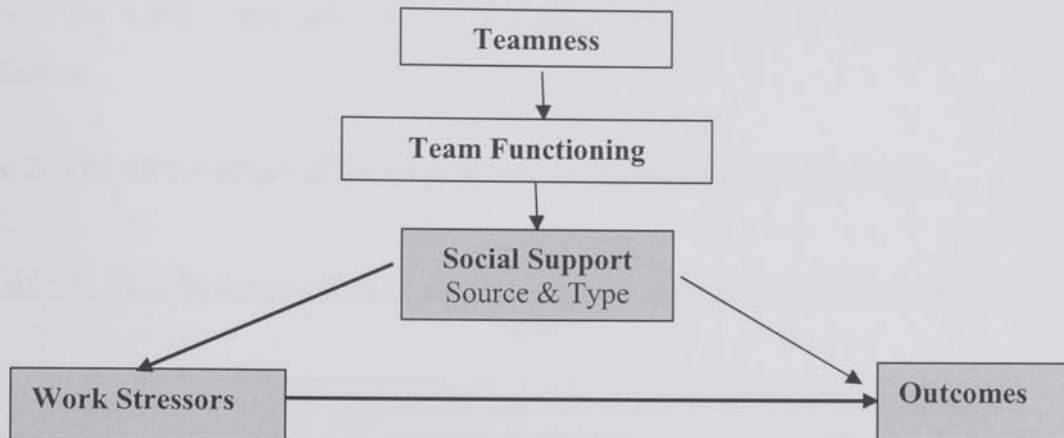 Teamness
Team Functioning
Social Support
Source & Type
Work Stressors
Outcomes